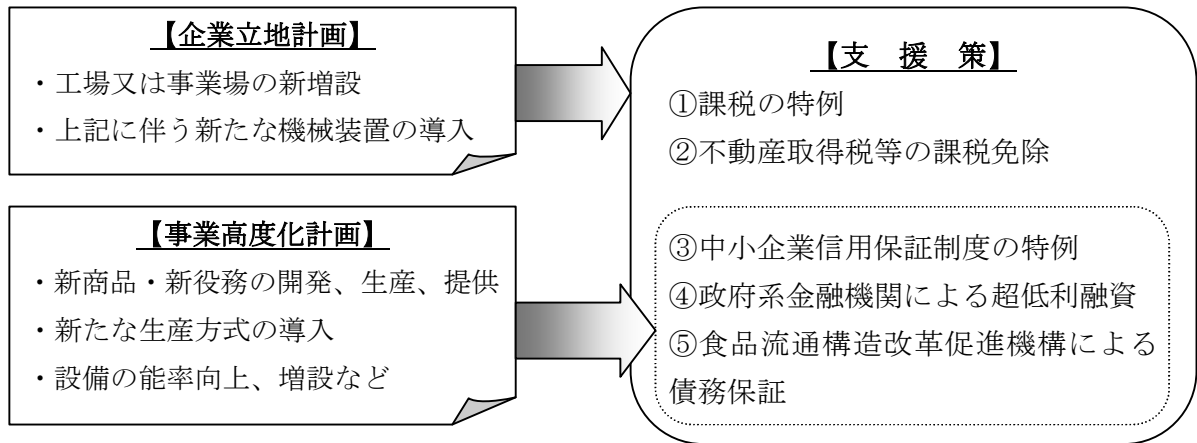 【企業立地計画】
・工場又は事業場の新増設
・上記に伴う新たな機械装置の導入
【事業高度化計画】
・新商品・新役務の開発、生産、提供
・新たな生産方式の導入
・設備の能率向上、増設など
【支 援 策】
①課税の特例
②不動産取得税等の課税免除
③中小企業信用保証制度の特例
④政府系金融機関による超低利融資
⑤食品流通構造改革促進機構による
債務保証